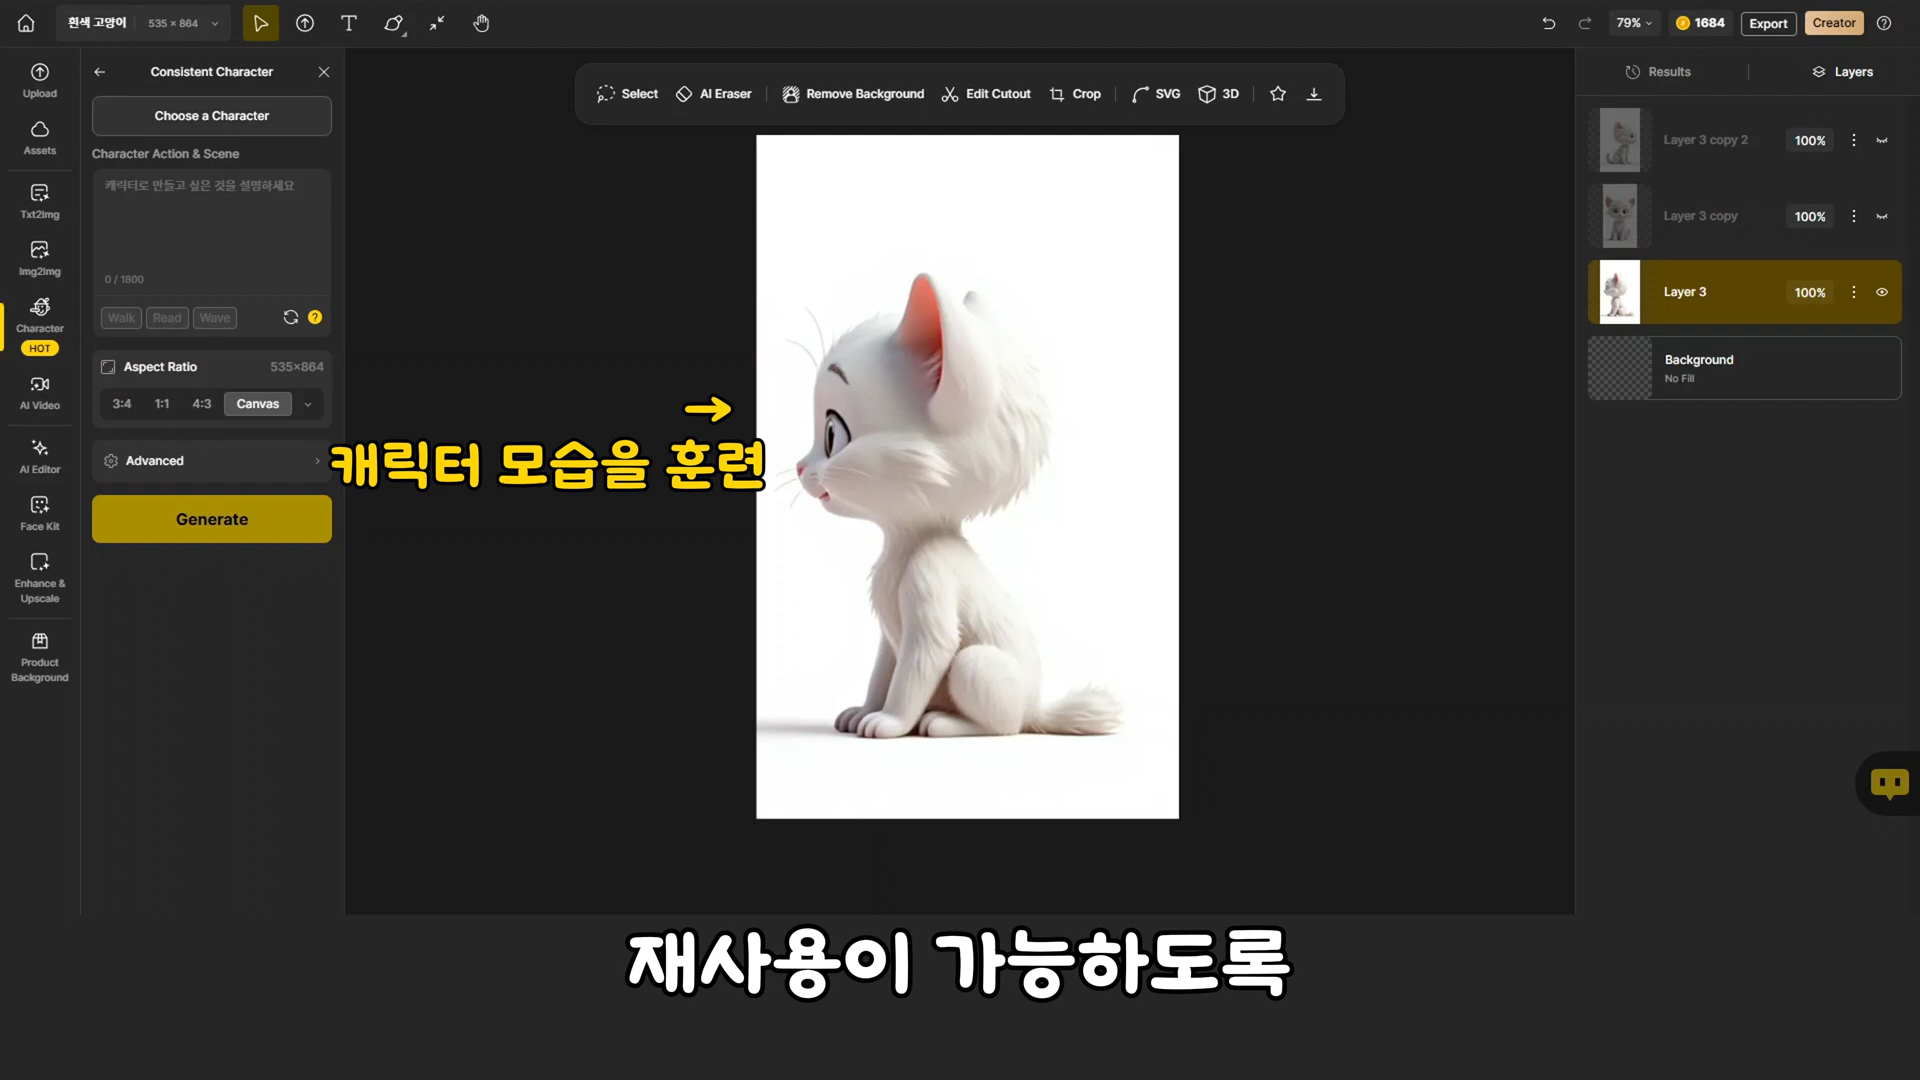 흰색 고양이
535 × 864
79%
1684
Export
Creator
Upload
Assets
Txt2Img
Img2Img
Character
HOT
AI Video
AI Editor
Face Kit
Enhance &
Upscale
Product
Background
Consistent Character
Choose a Character
Character Action & Scene
캐릭터로 만들고 싶은 것을 설명하세요
0 / 1800
Walk
Read
Wave
?
Aspect Ratio
535×864
3:4
1:1
4:3
Canvas
Advanced
Generate
Select
AI Eraser
Remove Background
Edit Cutout
Crop
SVG
3D
→
캐릭터 모습을 훈련
Results
Layers
Layer 3 copy 2
100%
Layer 3 copy
100%
Layer 3
100%
Background
No Fill
재사용이 가능하도록